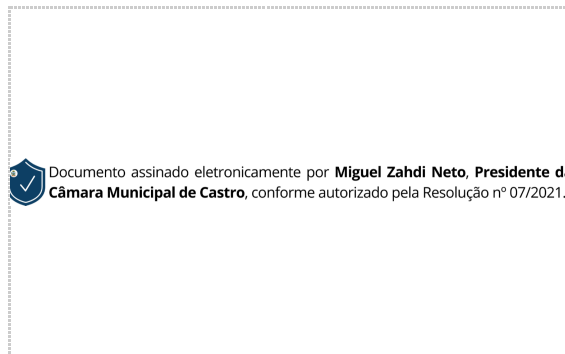 Documento assinado eletronicamente por Miguel Zahdi Neto, Presidente da
Câmara Municipal de Castro, conforme autorizado pela Resolução nº 07/2021.